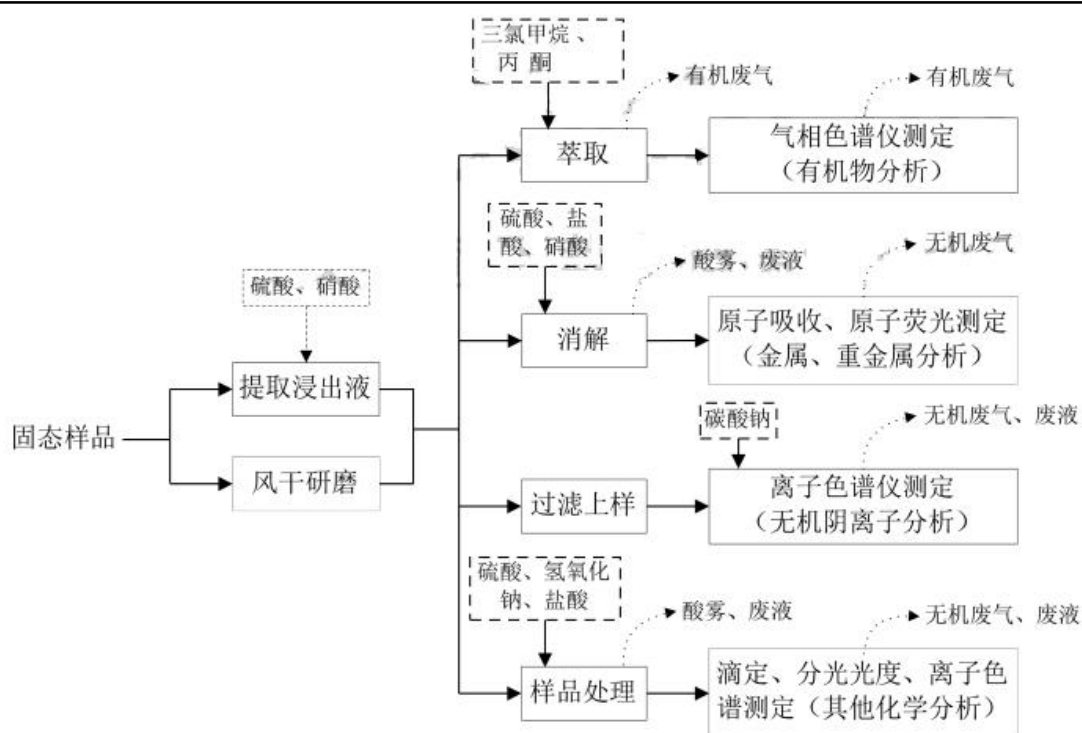 三氯甲烷、
丙 酮
有机废气
有机废气
萃取
气相色谱仪测定
（有机物分析）
硫酸、盐
酸、硝酸
酸雾、废液
无机废气
硫酸、硝酸
消解
原子吸收、原子荧光测定
（金属、重金属分析）
提取浸出液
固态样品
风干研磨
碳酸钠
无机废气、废液
过滤上样
离子色谱仪测定
（无机阴离子分析）
硫酸、氢氧化
钠、盐酸
酸雾、废液
无机废气、废液
样品处理
滴定、分光光度、离子色
谱测定（其他化学分析）